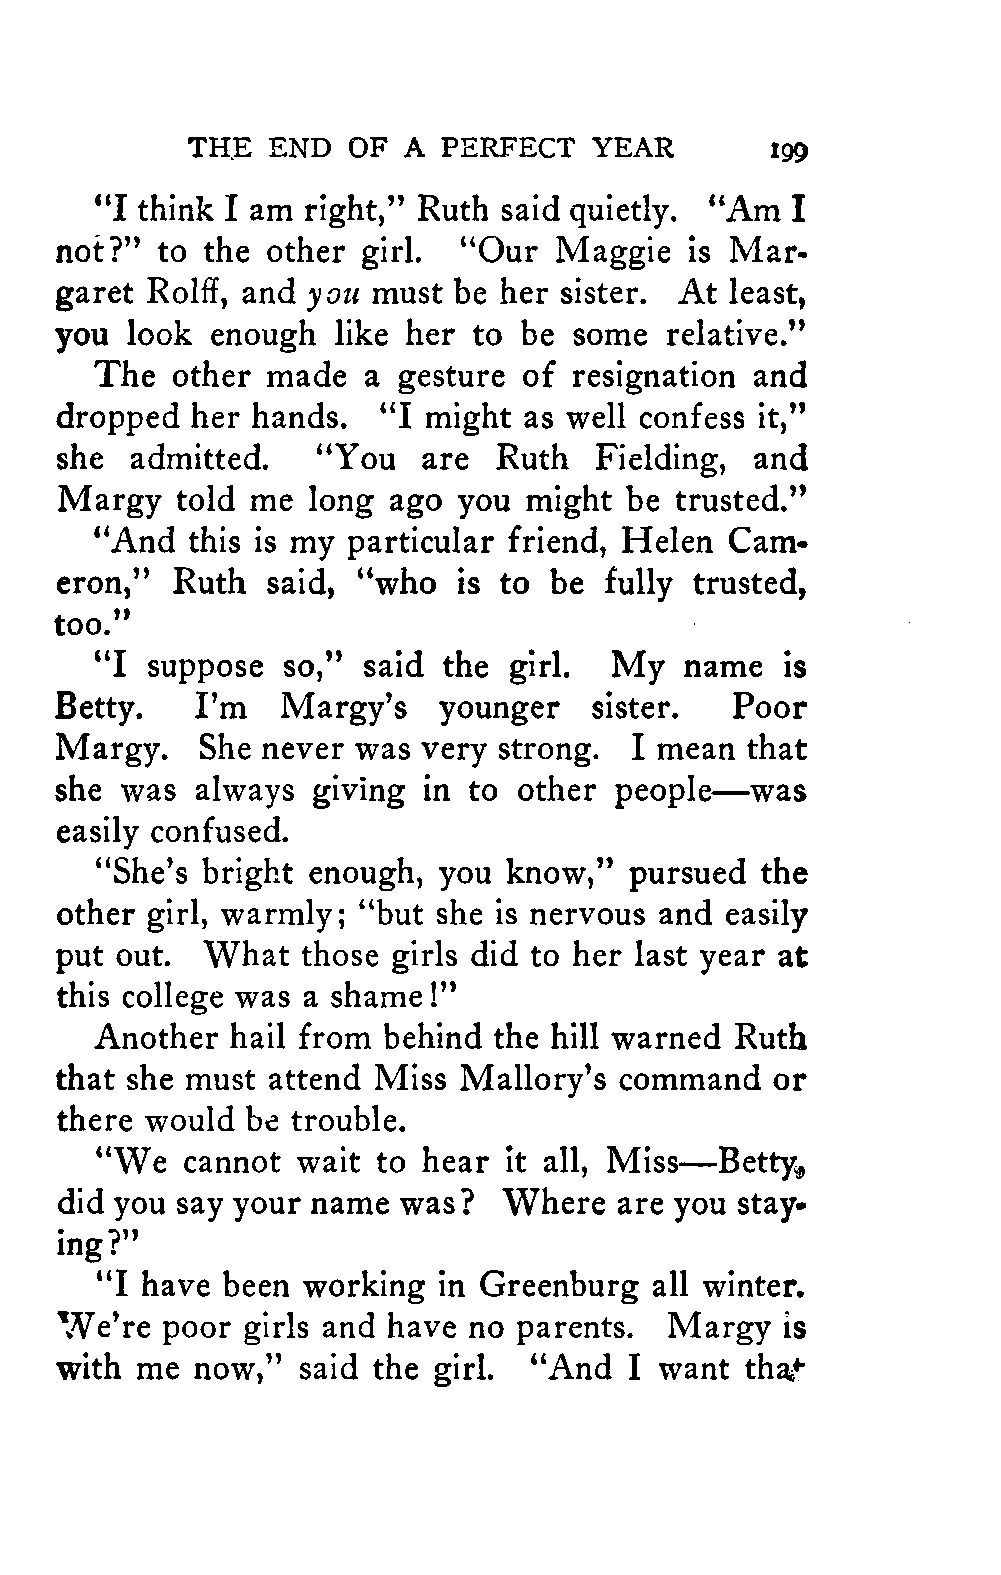 THE END OF A PERFECT YEAR 199
"I think I am right," Ruth said quietly. "Am I
not?" to the other girl. "Our Maggie is Mar-
garet Rolff, and you must be her sister. At least,
you look enough like her to be some relative."
The other made a gesture of resignation and
dropped her hands. "I might as well confess it,"
she admitted. "You are Ruth Fielding, and
Margy told me long ago you might be trusted."
"And this is my particular friend, Helen Cam-
eron," Ruth said, "who is to be fully trusted,
too."
"I suppose so," said the girl. My name is
Betty. I'm Margy's younger sister. Poor
Margy. She never was very strong. I mean that
she was always giving in to other people—was
easily confused.
"She's bright enough, you know," pursued the
other girl, warmly; "but she is nervous and easily
put out. What those girls did to her last year at
this college was a shame!"
Another hail from behind the hill warned Ruth
that she must attend Miss Mallory's command or
there would be trouble.
"We cannot wait to hear it all, Miss—Betty,
did you say your name was? Where are you stay-
ing?"
"I have been working in Greenburg all winter.
We're poor girls and have no parents. Margy is
with me now," said the girl. "And I want that